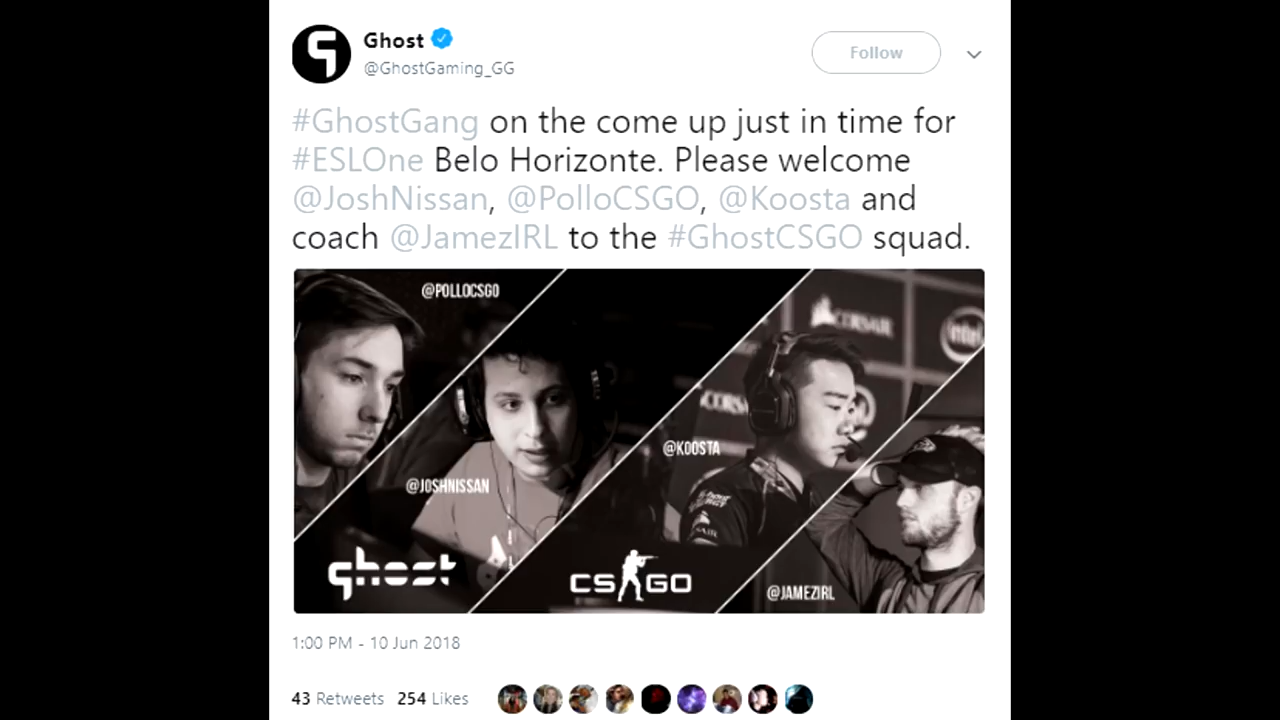 Ghost
@GhostGaming_GG
Follow
#GhostGang on the come up just in time for
#ESLOne Belo Horizonte. Please welcome
@JoshNissan, @PolloCSGO, @Koosta and
coach @JamezIRL to the #GhostCSGO squad.
@POLLOCSGO
CORSAIR
intel
@KOOSTA
@JOSHNISSAN
ghost
CS GO
@JAMEZIRL
1:00 PM - 10 Jun 2018
43 Retweets 254 Likes